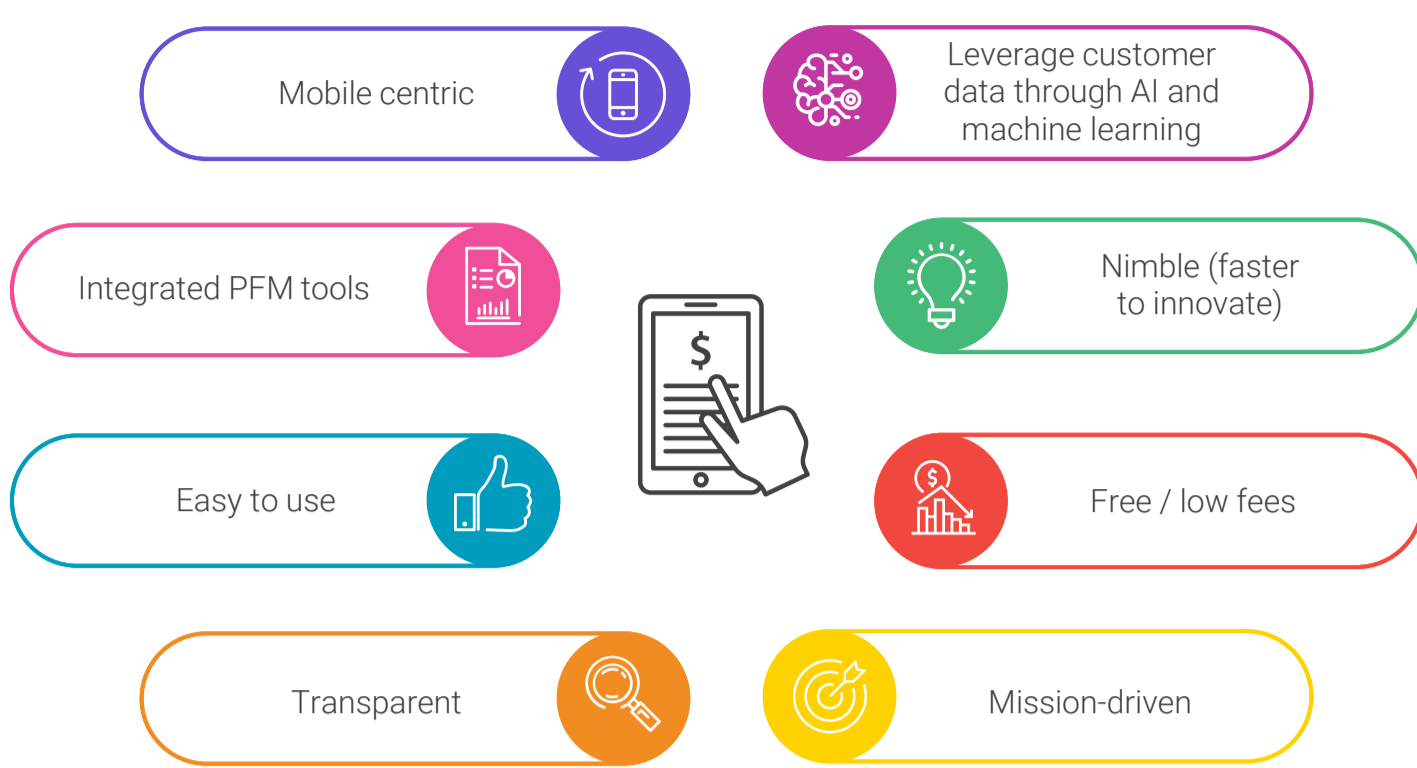 Mobile centric
Leverage customer
data through AI and
machine learning
Integrated PFM tools
Nimble (faster
to innovate)
$
Easy to use
$
Free / low fees
Transparent
Mission-driven